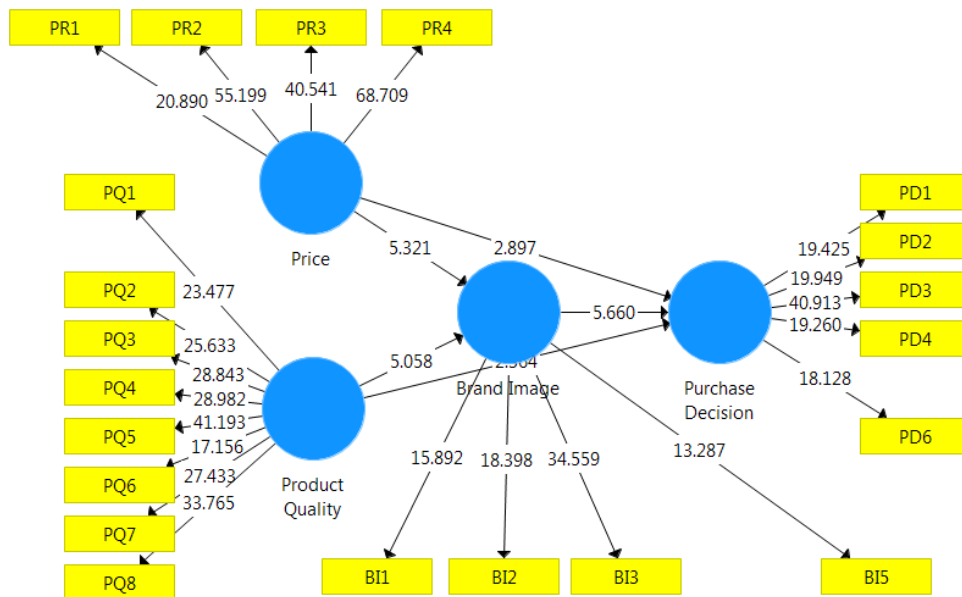 PR1
PR2
PR3
PR4
20.890
55.199
40.541
68.709
Price
PQ1
PQ2
PQ3
PQ4
PQ5
PQ6
PQ7
PQ8
23.477
25.633
28.843
28.982
41.193
17.156
27.433
33.765
Product
Quality
5.321
2.897
5.058
5.660
Brand Image
Purchase
Decision
19.425
19.949
40.913
19.260
18.128
PD1
PD2
PD3
PD4
PD6
15.892
18.398
34.559
13.287
BI1
BI2
BI3
BI5